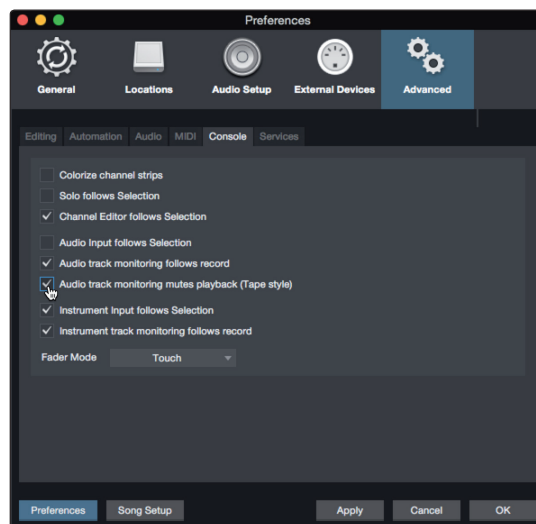 Preferences
General Locations Audio Setup External Devices Advanced
Editing Automation Audio MIDI Console Services
Colorize channel strips
Solo follows Selection
Channel Editor follows Selection
Audio Input follows Selection
Audio track monitoring follows record
Audio track monitoring mutes playback (Tape style)
Instrument Input follows Selection
Instrument track monitoring follows record
Fader Mode Touch
Preferences Song Setup Apply Cancel OK